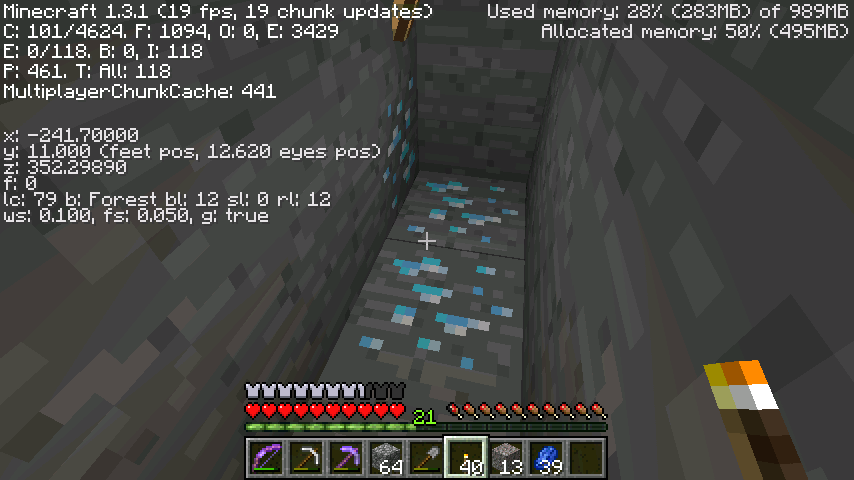 Minecraft 1.3.1 (19 fps, 19 chunk updates)
C: 101/4624. F: 1094, O: 0, E: 3429
E: 0/118. B: 0, I: 118
P: 461. T: All: 118
MultiplayerChunkCache: 441
x: -241.70000
y: 11.000 (feet pos, 12.620 eyes pos)
z: 352.29890
f: 0
lc: 79 b: Forest bl: 12 sl: 0 rl: 12
ws: 0.100, fs: 0.050, g: true
Used memory: 28% (283MB) of 989MB
Allocated memory: 50% (495MB)
21
64
40
13
39